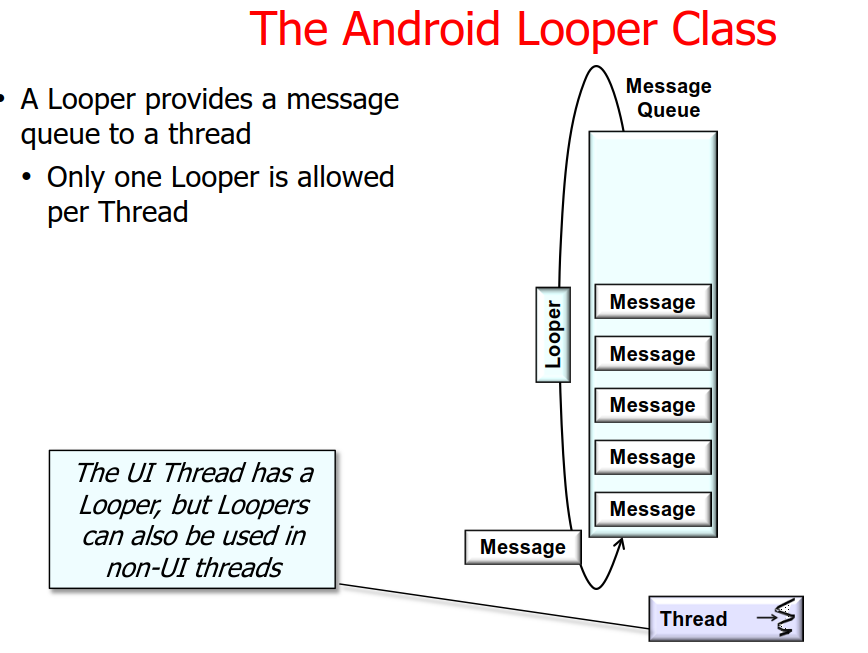 The Android Looper Class
• A Looper provides a message
queue to a thread
• Only one Looper is allowed
per Thread
Message
Queue
Looper
Message
Message
Message
Message
Message
Message
The UI Thread has a
Looper, but Loopers
can also be used in
non-UI threads
Thread